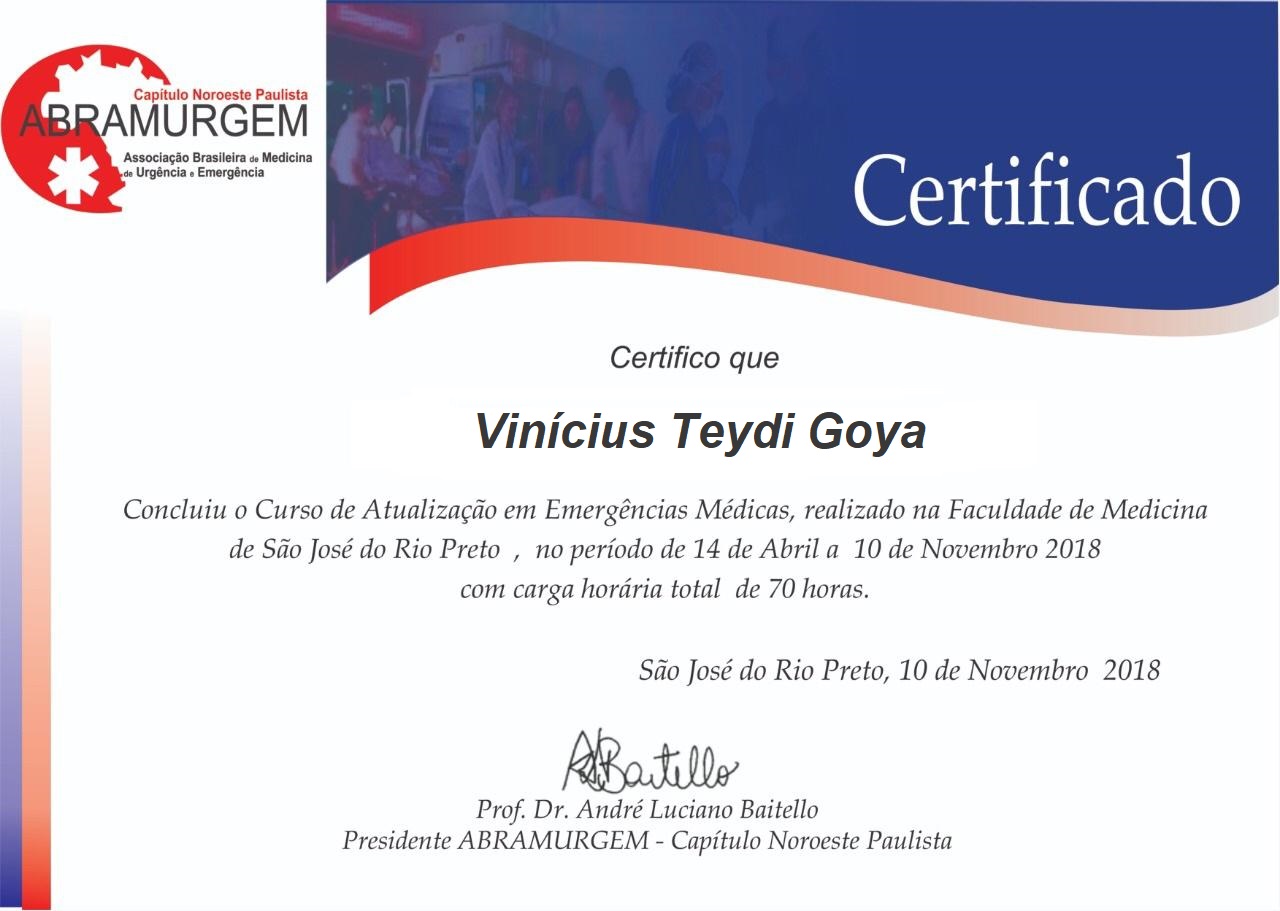 Capítulo Noroeste Paulista
ABRAMURGEM
Associação Brasileira de Medicina
de Urgência e Emergência
Certificado
Certifico que
Vinícius Teydi Goya
Concluiu o Curso de Atualização em Emergências Médicas, realizado na Faculdade de Medicina
de São José do Rio Preto , no período de 14 de Abril a 10 de Novembro 2018
com carga horária total de 70 horas.
São José do Rio Preto, 10 de Novembro 2018
ALBaitello
Prof. Dr. André Luciano Baitello
Presidente ABRAMURGEM - Capítulo Noroeste Paulista